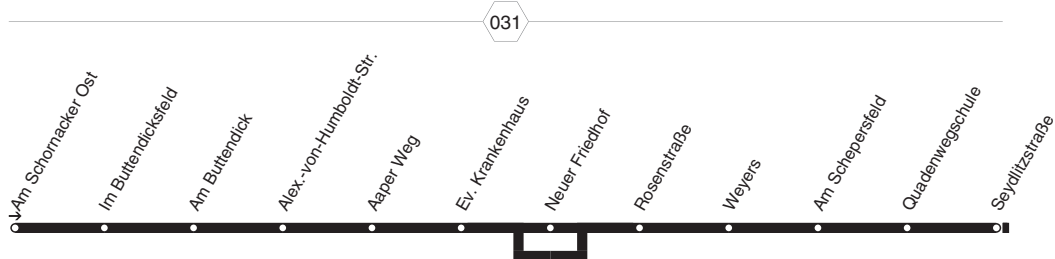 031
Am Schornacker Ost
Im Buttendicksfeld
Am Buttendick
Alex.-von-Humboldt-Str.
Aaper Weg
Ev. Krankenhaus
Neuer Friedhof
Rosenstraße
Weyers
Am Schepersfeld
Quadenwegschule
Seydlitzstraße